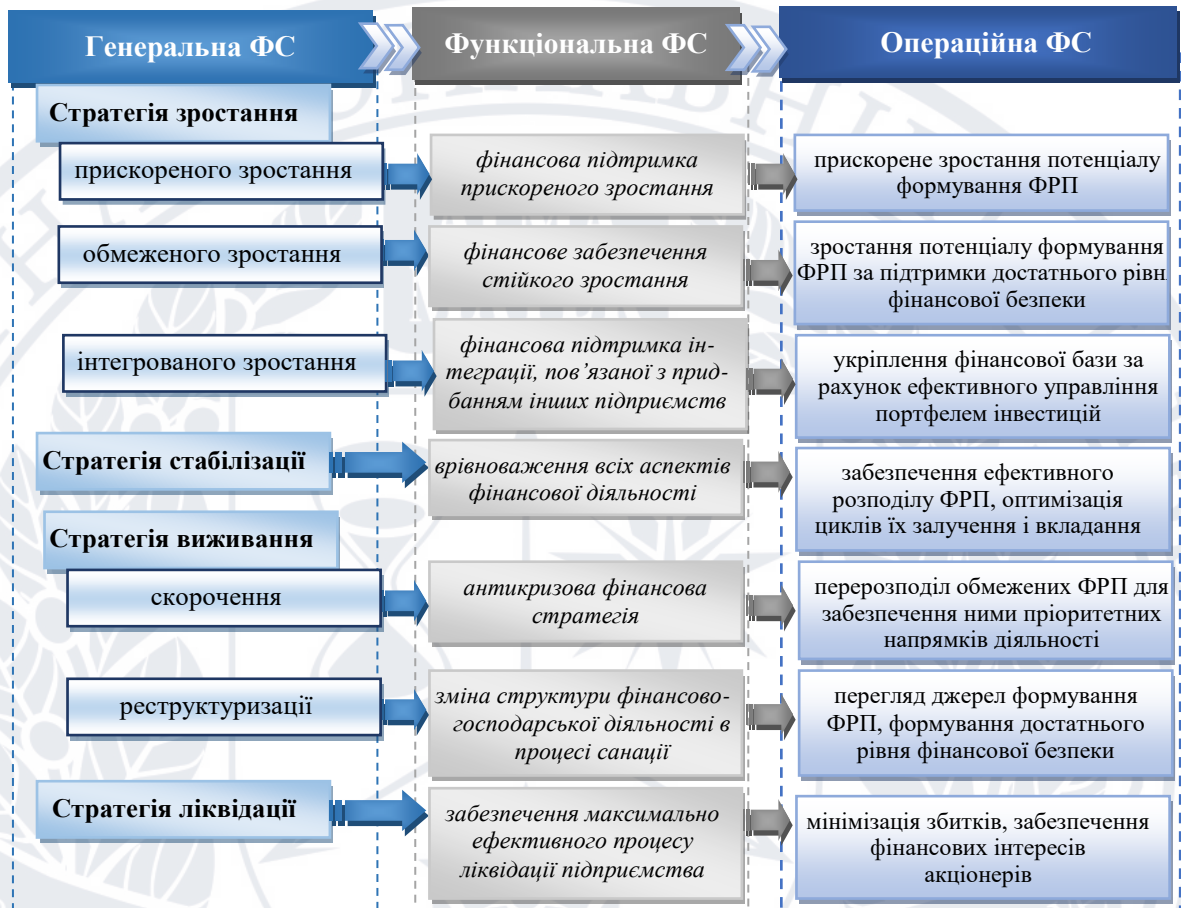 Генеральна ФС
Функціональна ФС
Операційна ФС
Стратегія зростання
прискореного зростання
фінансова підтримка
прискореного зростання
прискорене зростання потенціалу
формування ФРП
обмеженого зростання
фінансове забезпечення
стійкого зростання
зростання потенціалу формування
ФРП за підтримки достатнього рівн
фінансової безпеки
інтегрованого зростання
фінансова підтримка ін-
теграції, пов’язаної з прид-
банням інших підприємств
укріплення фінансової бази за
рахунок ефективного управління
портфелем інвестицій
Стратегія стабілізації
врівноваження всіх аспектів
фінансової діяльності
забезпечення ефективного
розподілу ФРП, оптимізація
циклів їх залучення і вкладання
Стратегія виживання
скорочення
антикризова фінансова
стратегія
перерозподіл обмежених ФРП для
забезпечення ними пріоритетних
напрямків діяльності
реструктуризації
зміна структури фінансово-
господарської діяльності в
процесі санації
перегляд джерел формування
ФРП, формування достатнього
рівня фінансової безпеки
Стратегія ліквідації
забезпечення максимально
ефективного процесу
ліквідації підприємства
мінімізація збитків, забезпечення
фінансових інтересів
акціонерів